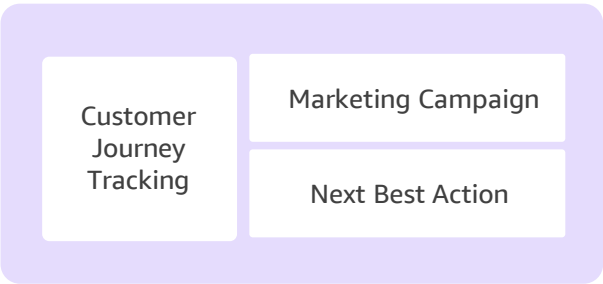 Customer
Journey
Tracking
Marketing Campaign
Next Best Action